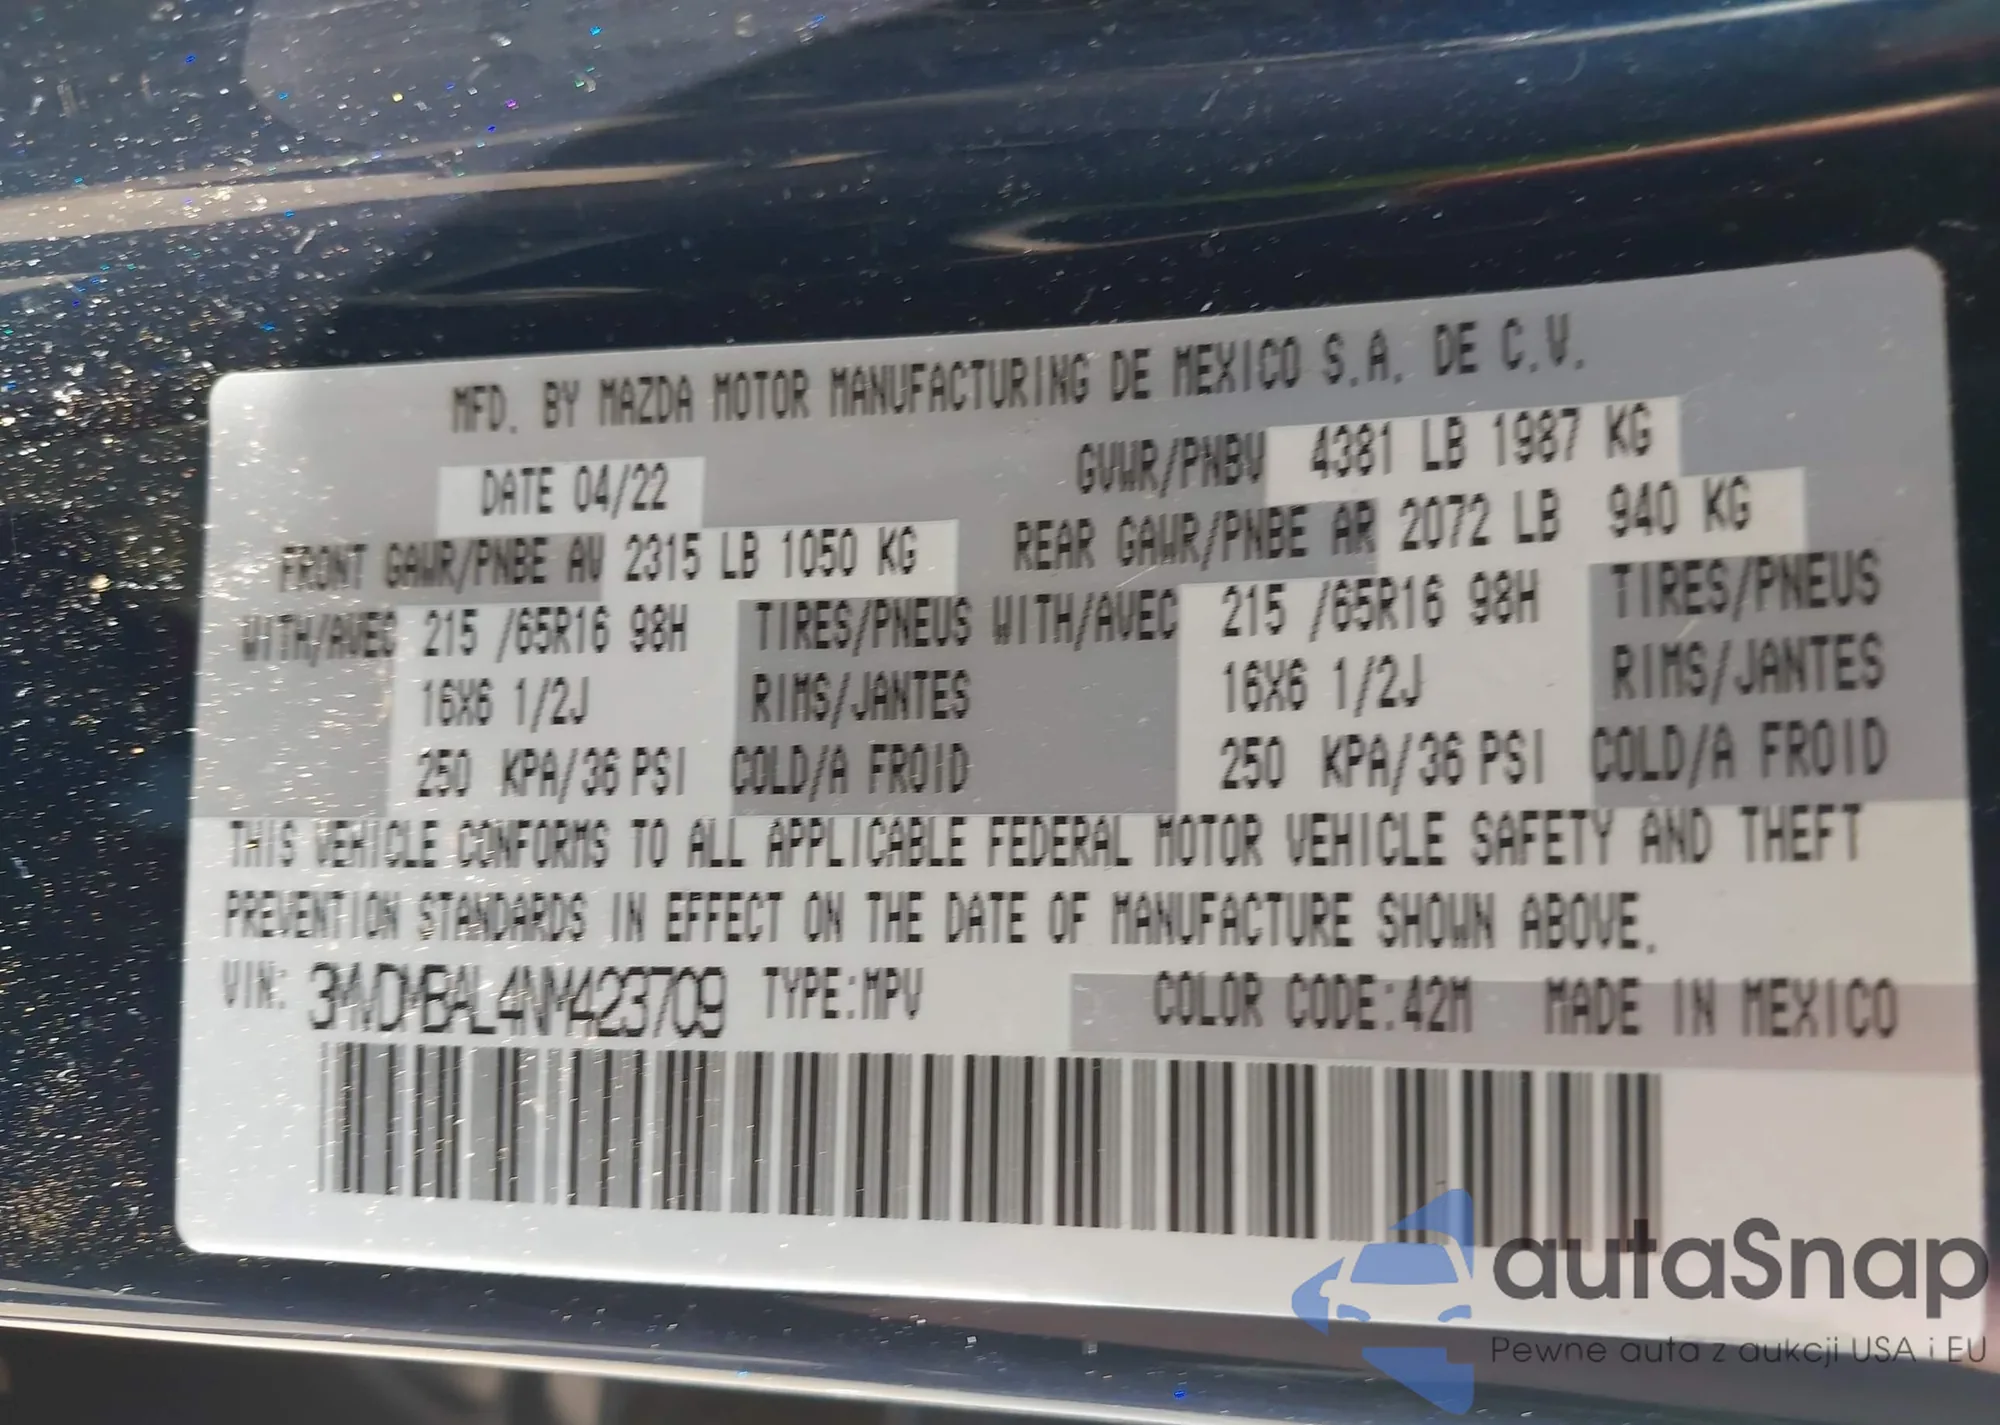 MFD. BY MAZDA MOTOR MANUFACTURING DE MEXICO S.A. DE C.V.
DATE 04/22 GVWR/PNBV 4381 LB 1987 KG
FRONT GAWR/PNBE AV 2315 LB 1050 KG REAR GAWR/PNBE AR 2072 LB 940 KG
WITH/AVEC 215 /65R16 98H TIRES/PNEUS WITH/AVEC 215 /65R16 98H TIRES/PNEUS
16X6 1/2J RIMS/JANTES 16X6 1/2J RIMS/JANTES
250 KPA/36 PSI COLD/A FROID 250 KPA/36 PSI COLD/A FROID
THIS VEHICLE CONFORMS TO ALL APPLICABLE FEDERAL MOTOR VEHICLE SAFETY AND THEFT
PREVENTION STANDARDS IN EFFECT ON THE DATE OF MANUFACTURE SHOWN ABOVE.
VIN: 3MVDMBAL4NM423709 TYPE:MPV COLOR CODE:42M MADE IN MEXICO
autaSnap
Pewne auta z aukcji USA i EU